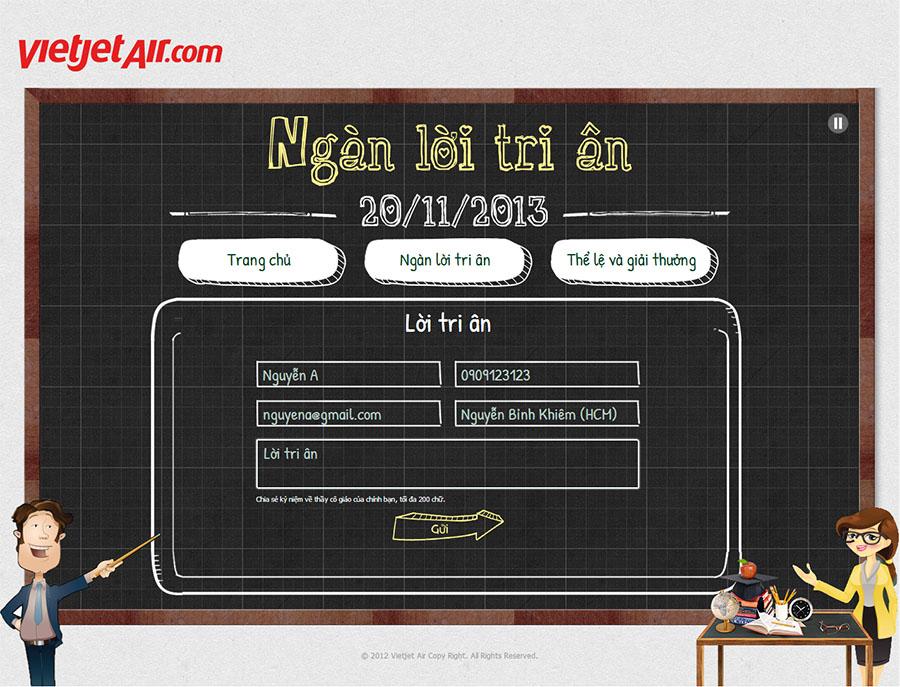 vietjetAir.com
Ngàn lời tri ân
20/11/2013
Trang chủ
Ngàn lời tri ân
Thể lệ và giải thưởng
Lời tri ân
Nguyễn A
0909123123
nguyena@gmail.com
Nguyễn Bỉnh Khiêm (HCM)
Lời tri ân
Chia sẻ kỷ niệm về thầy cô giáo của chính bạn, tối đa 200 chữ.
Gửi
© 2012 Vietjet Air Copy Right. All Rights Reserved.